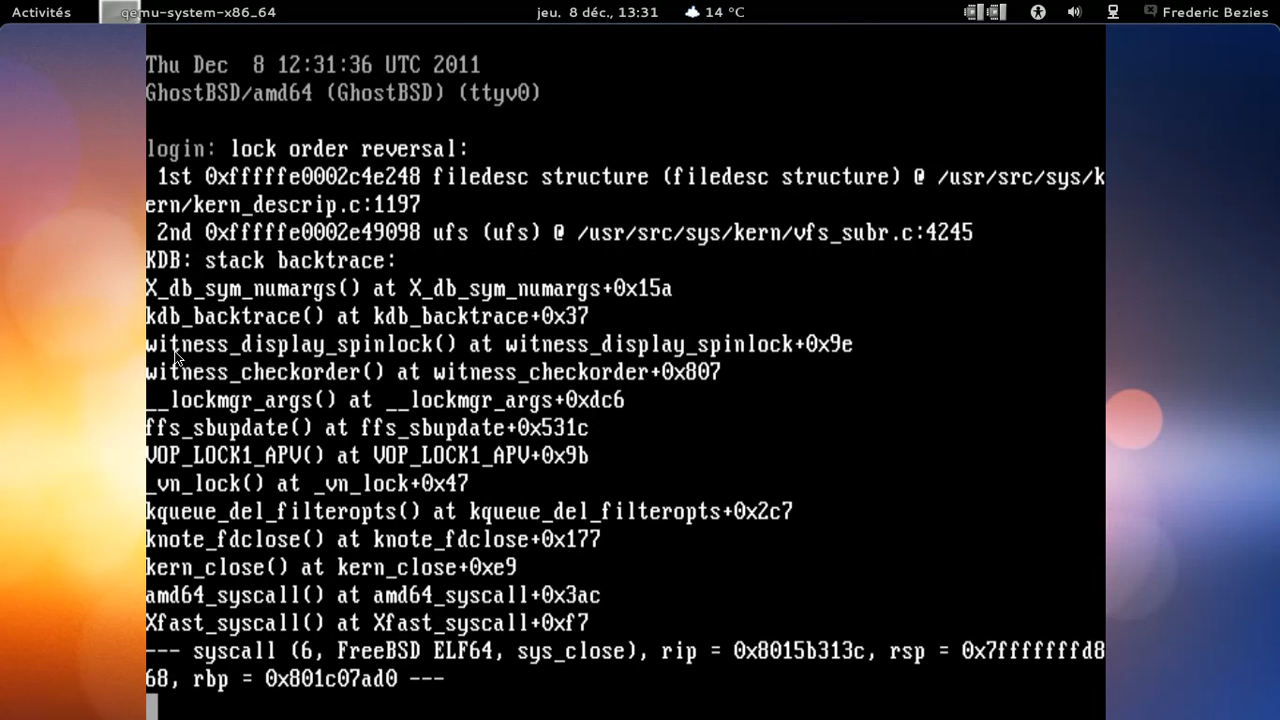 Activités qemu-system-x86_64 jeu. 8 déc., 13:31 14 °C Frederic Bezies
Thu Dec  8 12:31:36 UTC 2011
GhostBSD/amd64 (GhostBSD) (ttyv0)
login: lock order reversal:
 1st 0xfffffe0002c4e248 filedesc structure (filedesc structure) @ /usr/src/sys/k
ern/kern_descrip.c:1197
 2nd 0xfffffe0002e49098 ufs (ufs) @ /usr/src/sys/kern/vfs_subr.c:4245
KDB: stack backtrace:
X_db_sym_numargs() at X_db_sym_numargs+0x15a
kdb_backtrace() at kdb_backtrace+0x37
witness_display_spinlock() at witness_display_spinlock+0x9e
witness_checkorder() at witness_checkorder+0x807
__lockmgr_args() at __lockmgr_args+0xdc6
ffs_sbupdate() at ffs_sbupdate+0x531c
VOP_LOCK1_APV() at VOP_LOCK1_APV+0x9b
_vn_lock() at _vn_lock+0x47
kqueue_del_filteropts() at kqueue_del_filteropts+0x2c7
knote_fdclose() at knote_fdclose+0x177
kern_close() at kern_close+0xe9
amd64_syscall() at amd64_syscall+0x3ac
Xfast_syscall() at Xfast_syscall+0xf7
--- syscall (6, FreeBSD ELF64, sys_close), rip = 0x8015b313c, rsp = 0x7fffffffd8
68, rbp = 0x801c07ad0 ---